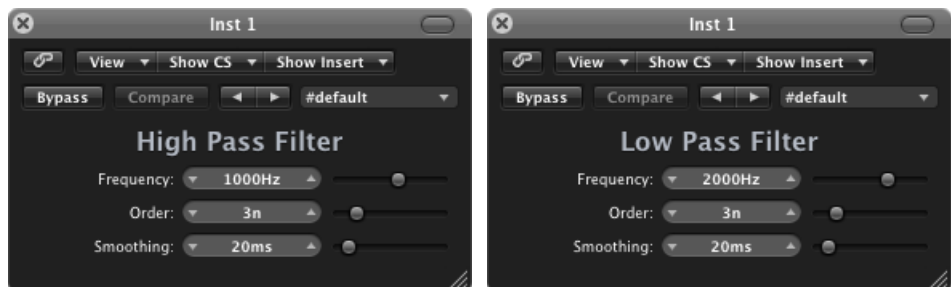 Inst 1
View Show CS Show Insert
Bypass Compare #default
High Pass Filter
Frequency: 1000Hz
Order: 3n
Smoothing: 20ms
Inst 1
View Show CS Show Insert
Bypass Compare #default
Low Pass Filter
Frequency: 2000Hz
Order: 3n
Smoothing: 20ms